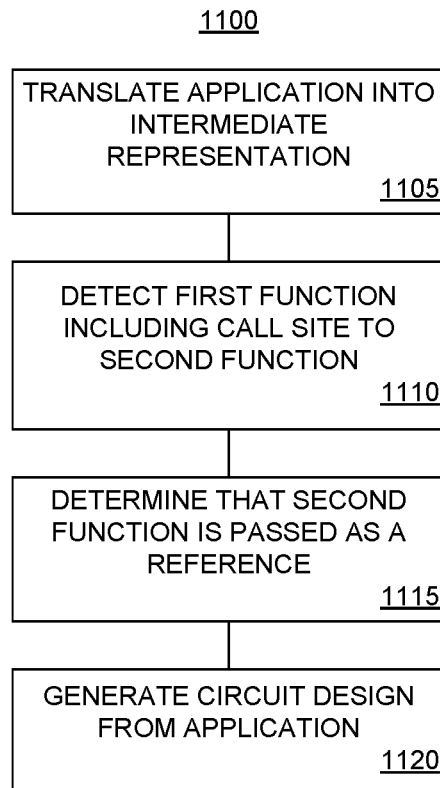 1100
TRANSLATE APPLICATION INTO
INTERMEDIATE
REPRESENTATION
1105
DETECT FIRST FUNCTION
INCLUDING CALL SITE TO
SECOND FUNCTION
1110
DETERMINE THAT SECOND
FUNCTION IS PASSED AS A
REFERENCE
1115
GENERATE CIRCUIT DESIGN
FROM APPLICATION
1120